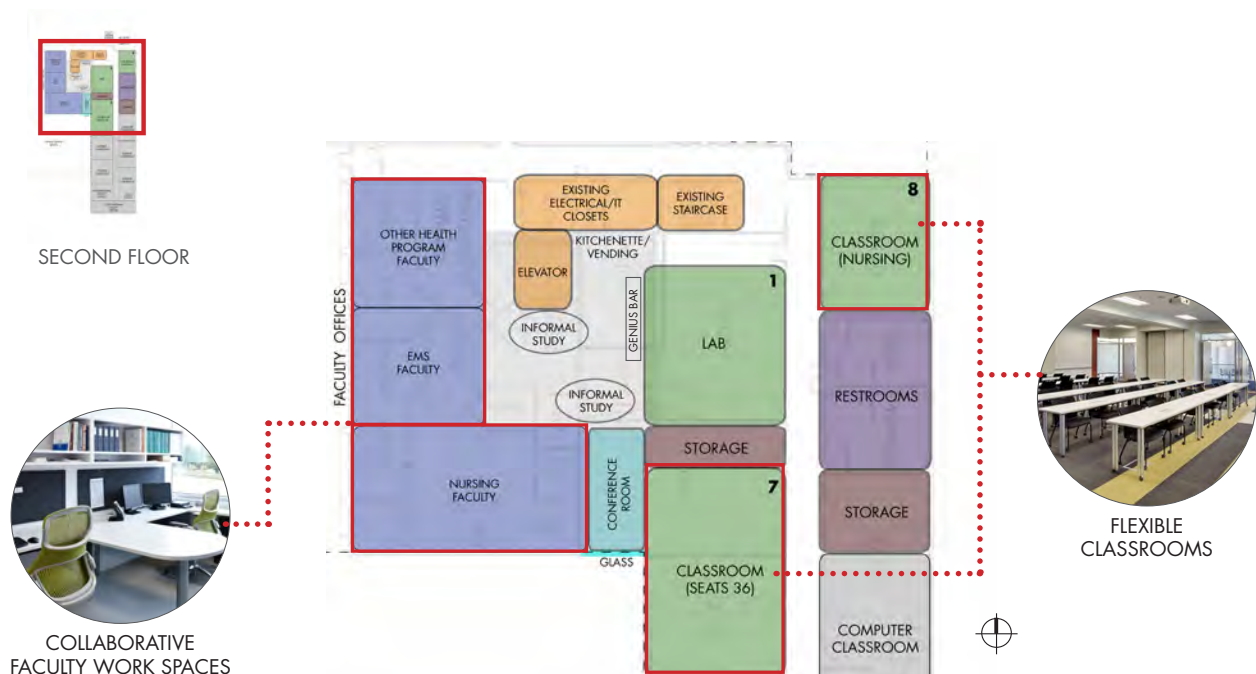 SECOND FLOOR
FACULTY OFFICES
OTHER HEALTH
PROGRAM
FACULTY
EMS
FACULTY
NURSING
FACULTY
EXISTING
ELECTRICAL/IT
CLOSETS
EXISTING
STAIRCASE
KITCHENETTE/
VENDING
ELEVATOR
INFORMAL
STUDY
GENIUS BAR
INFORMAL
STUDY
1
LAB
STORAGE
CONFERENCE
ROOM
GLASS
7
CLASSROOM
(SEATS 36)
8
CLASSROOM
(NURSING)
RESTROOMS
STORAGE
COMPUTER
CLASSROOM
COLLABORATIVE
FACULTY WORK SPACES
FLEXIBLE
CLASSROOMS